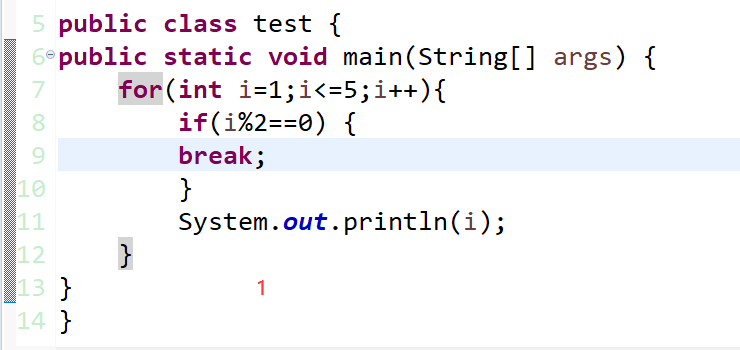 5 public class test {
6 public static void main(String[] args) {
7 for(int i=1;i<=5;i++){
8 if(i%2==0) {
9 break;
10 }
11 System.out.println(i);
12 }
13 } 1
14 }